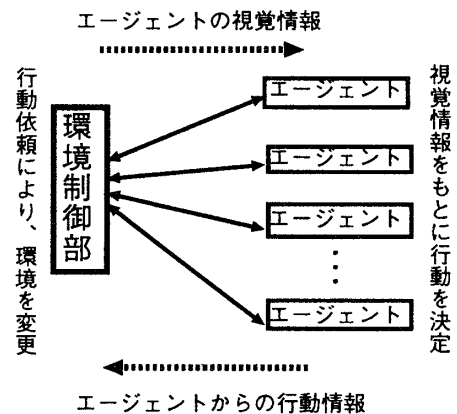 エージェントの視覚情報
行動依頼により、環境を変更
環境制御部
エージェント
エージェント
エージェント
エージェント
視覚情報をもとに行動を決定
エージェントからの行動情報